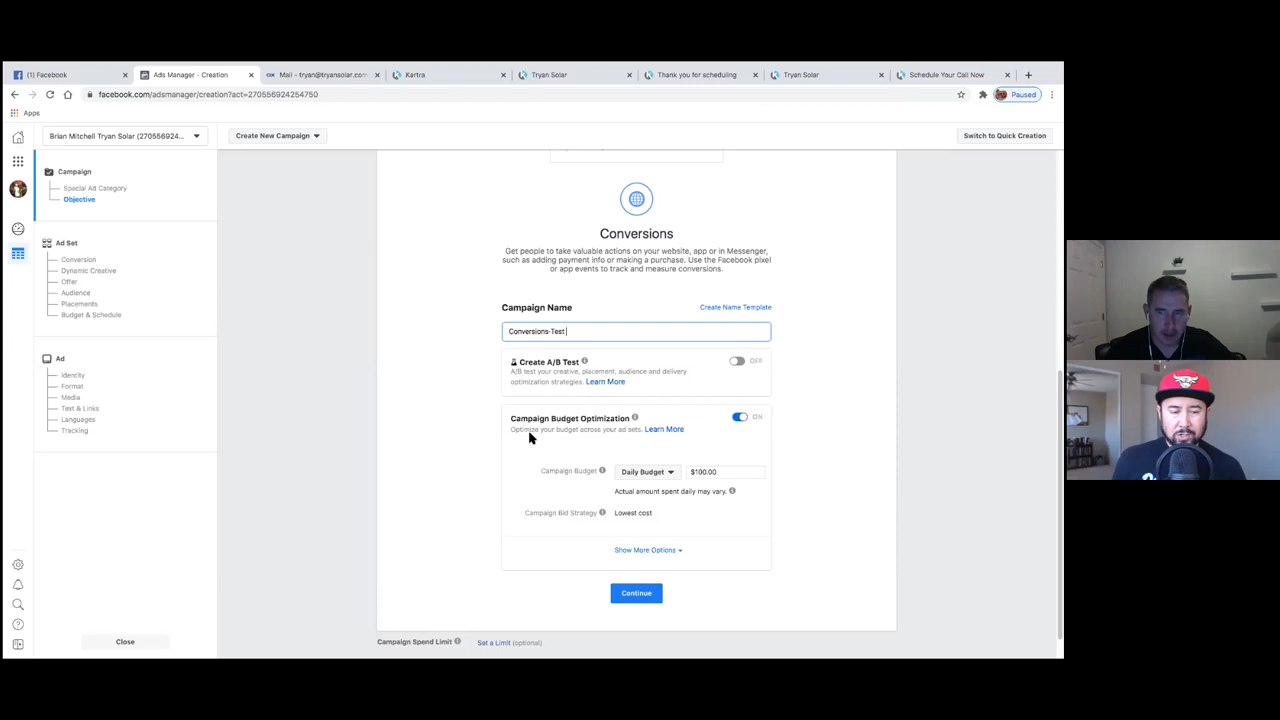 (1) Facebook
Ads Manager - Creation
Mail - tryan@tryansolar.com
Kartra
Tryan Solar
Thank you for scheduling
Tryan Solar
Schedule Your Call Now
facebook.com/adsmanager/creation?act=270556924254750
Paused
Apps
Brian Mitchell Tryan Solar (270556924...
Create New Campaign
Switch to Quick Creation
Campaign
Special Ad Category
Objective
Ad Set
Conversion
Dynamic Creative
Offer
Audience
Placements
Budget & Schedule
Ad
Identity
Format
Media
Text & Links
Languages
Tracking
Close
Conversions
Get people to take valuable actions on your website, app or in Messenger,
such as adding payment info or making a purchase. Use the Facebook pixel
or app events to track and measure conversions.
Campaign Name
Create Name Template
Conversions-Test
Create A/B Test
OFF
A/B test your creative, placement, audience and delivery
optimization strategies. Learn More
Campaign Budget Optimization
ON
Optimize your budget across your ad sets. Learn More
Campaign Budget
Daily Budget
$100.00
Actual amount spent daily may vary.
Campaign Bid Strategy
Lowest cost
Show More Options
Continue
Campaign Spend Limit
Set a Limit (optional)